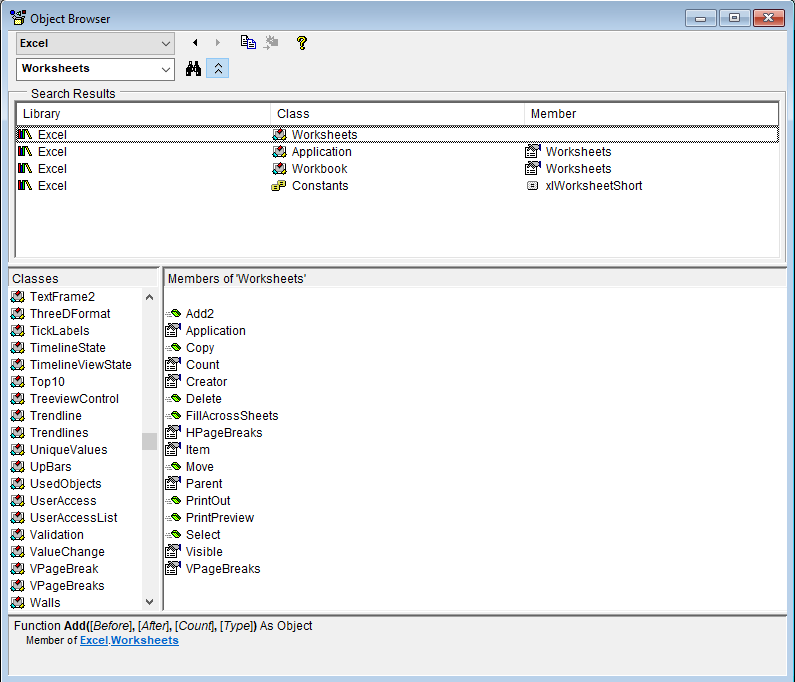 Object Browser
Excel
Worksheets
Search Results
Library Class Member
Excel Worksheets
Excel Application Worksheets
Excel Workbook Worksheets
Excel Constants xlWorksheetShort
Classes
TextFrame2
ThreeDFormat
TickLabels
TimelineState
TimelineViewState
Top10
TreeviewControl
Trendline
Trendlines
UniqueValues
UpBars
UsedObjects
UserAccess
UserAccessList
Validation
ValueChange
VPageBreak
VPageBreaks
Walls
Members of 'Worksheets'
Add2
Application
Copy
Count
Creator
Delete
FillAcrossSheets
HPageBreaks
Item
Move
Parent
PrintOut
PrintPreview
Select
Visible
VPageBreaks
Function Add([Before], [After], [Count], [Type]) As Object
Member of Excel.Worksheets